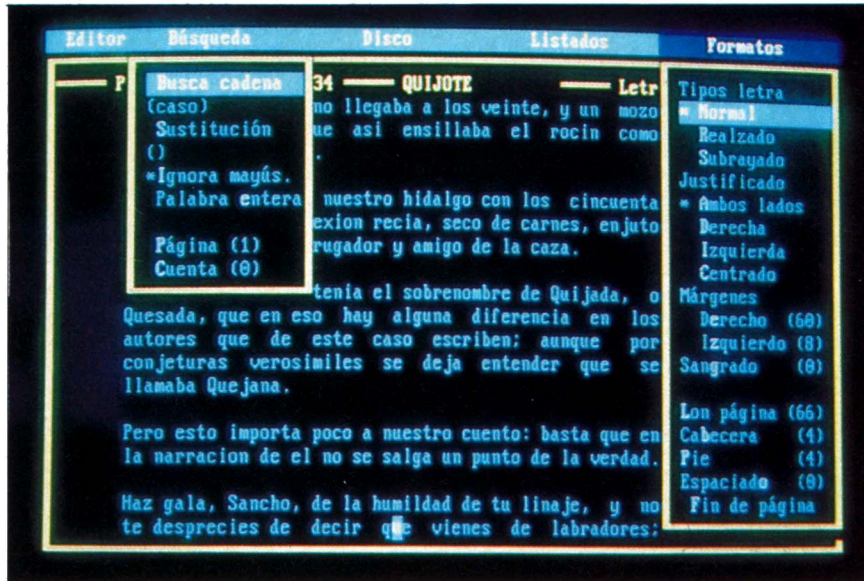 Editor Búsqueda Disco Listados Formatos
P
34 QUIJOTE Letr
Busca cadena
(caso)
Sustitución
()
*Ignora mayús.
Palabra entera
Página (1)
Cuenta (0)
no llegaba a los veinte, y un mozo
ue asi ensillaba el rocin como
.
nuestro hidalgo con los cincuenta
exion recia, seco de carnes, enjuto
rugador y amigo de la caza.
tenia el sobrenombre de Quijada, o
Quesada, que en eso hay alguna diferencia en los
autores que de este caso escriben; aunque por
conjeturas verosimiles se deja entender que se
llamaba Quejana.
Pero esto importa poco a nuestro cuento: basta que en
la narracion de el no se salga un punto de la verdad.
Haz gala, Sancho, de la humildad de tu linaje, y no
te desprecies de decir que vienes de labradores;
Tipos letra
* Normal
Realzado
Subrayado
Justificado
* Ambos lados
Derecha
Izquierda
Centrado
Márgenes
Derecho (60)
Izquierdo (8)
Sangrado (0)
Lon página (66)
Cabecera (4)
Pie (4)
Espaciado (0)
Fin de página